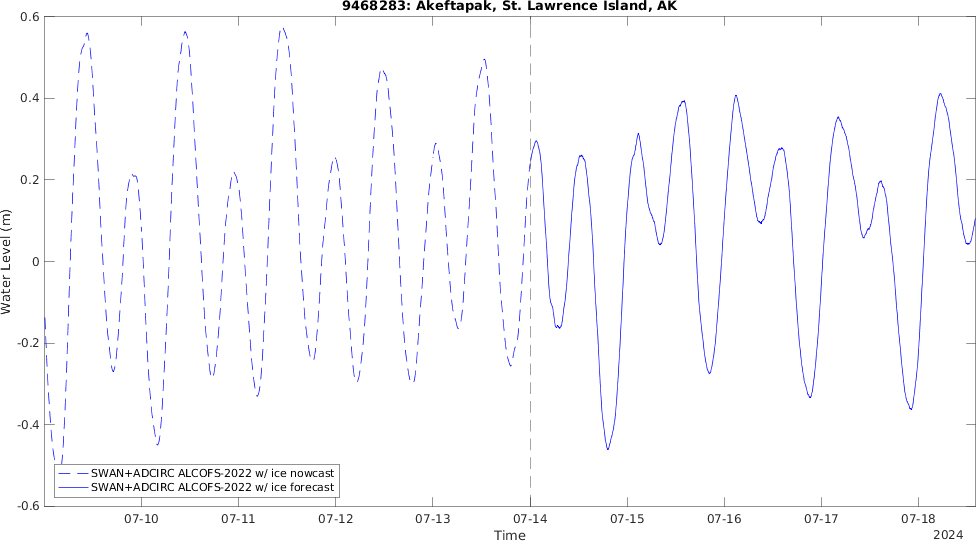 9468283: Akeftapak, St. Lawrence Island, AK
0.6
0.4
0.2
0
-0.2
-0.4
-0.6
Water Level (m)
SWAN+ADCIRC ALCOFS-2022 w/ ice nowcast
SWAN+ADCIRC ALCOFS-2022 w/ ice forecast
07-10 07-11 07-12 07-13 07-14 07-15 07-16 07-17 07-18
Time
2024